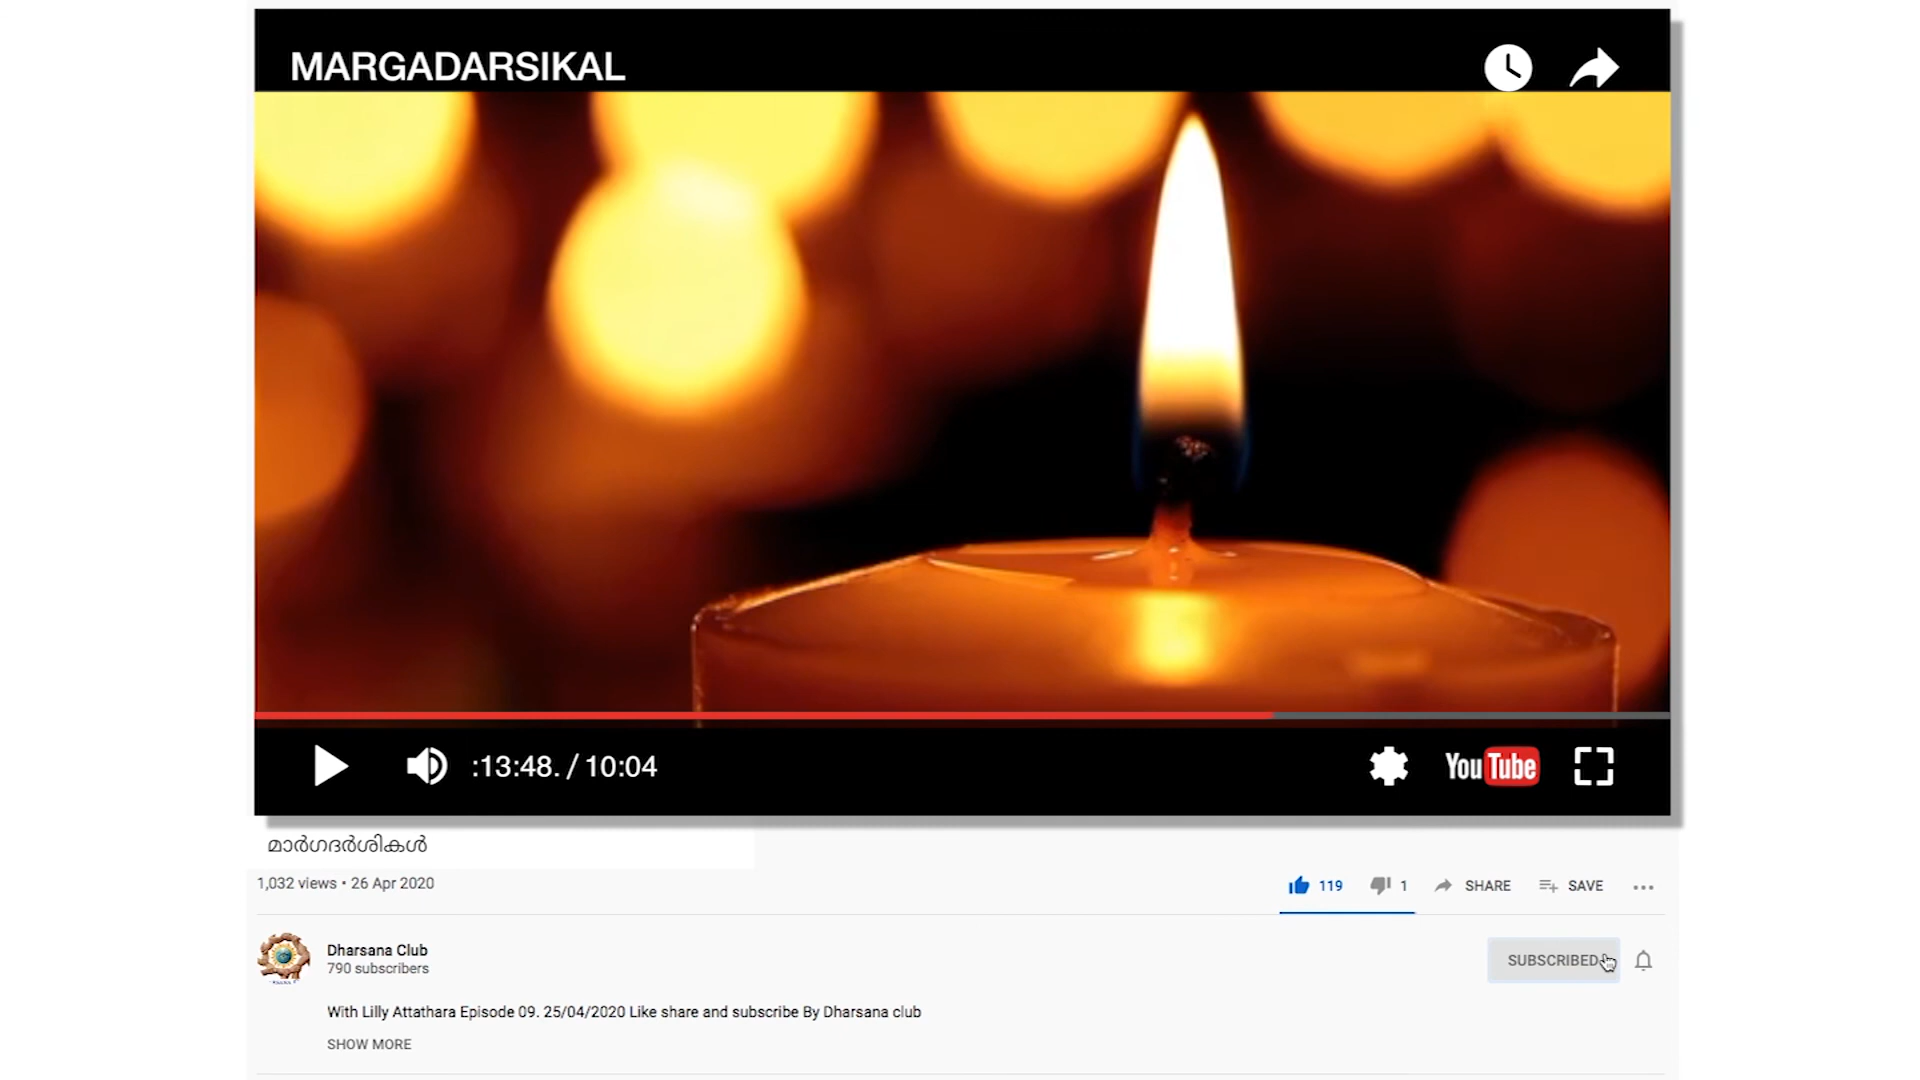 MARGADARSIKAL
:13:48. / 10:04
YouTube
മാർഗദർശികൾ
1,032 views • 26 Apr 2020
119 1 SHARE SAVE
Dharsana Club
790 subscribers
SUBSCRIBED
With Lilly Attathara Episode 09. 25/04/2020 Like share and subscribe By Dharsana club
SHOW MORE